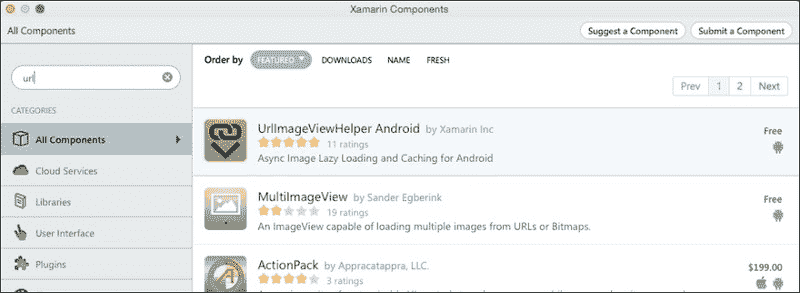 Xamarin Components
All Components
Suggest a Component
Submit a Component
url
CATEGORIES
All Components
Cloud Services
Libraries
User Interface
Plugins
Order by FEATURED DOWNLOADS NAME FRESH
Prev 1 2 Next
UrlImageViewHelper Android by Xamarin Inc
Free
11 ratings
Async Image Lazy Loading and Caching for Android
MultiImageView by Sander Egberink
Free
19 ratings
An ImageView capable of loading multiple images from URLs or Bitmaps.
ActionPack by Appracatappra, LLC.
$199.00
3 ratings